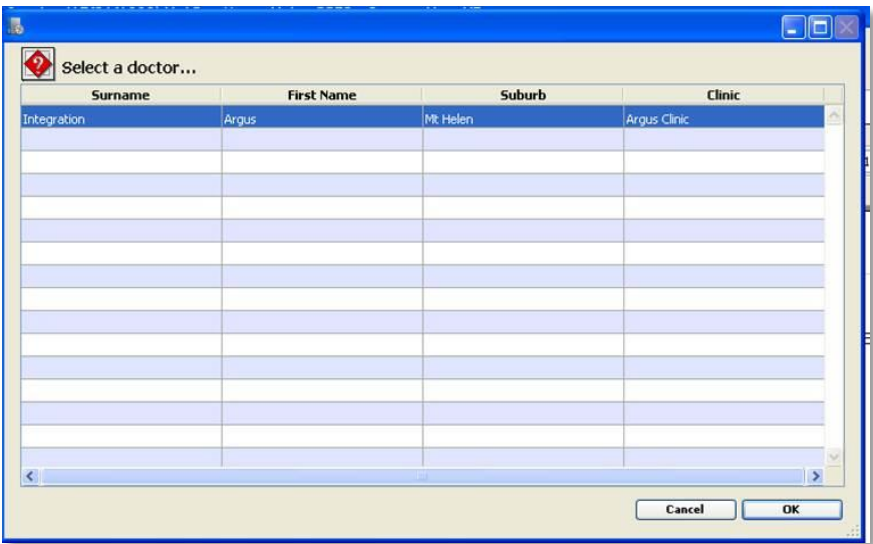 Select a doctor...
Surname First Name Suburb Clinic
Integration Argus Mt Helen Argus Clinic
Cancel OK